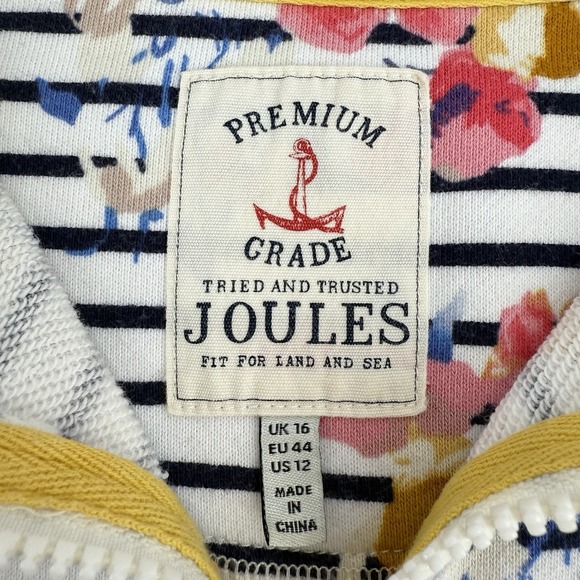 PREMIUM
GRADE
TRIED AND TRUSTED
JOULES
FIT FOR LAND AND SEA
UK 16
EU 44
US 12
MADE
IN
CHINA